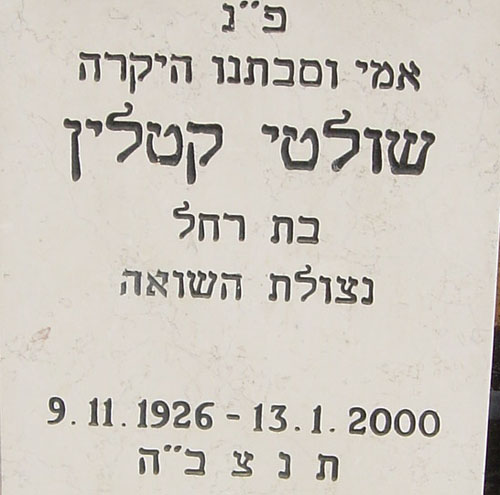 פ״נ
אמי וסבתנו היקרה
שולטי קטלין
בת רחל
נצולת השואה
9.11.1926 - 13.1.2000
ת נ צ ב״ה